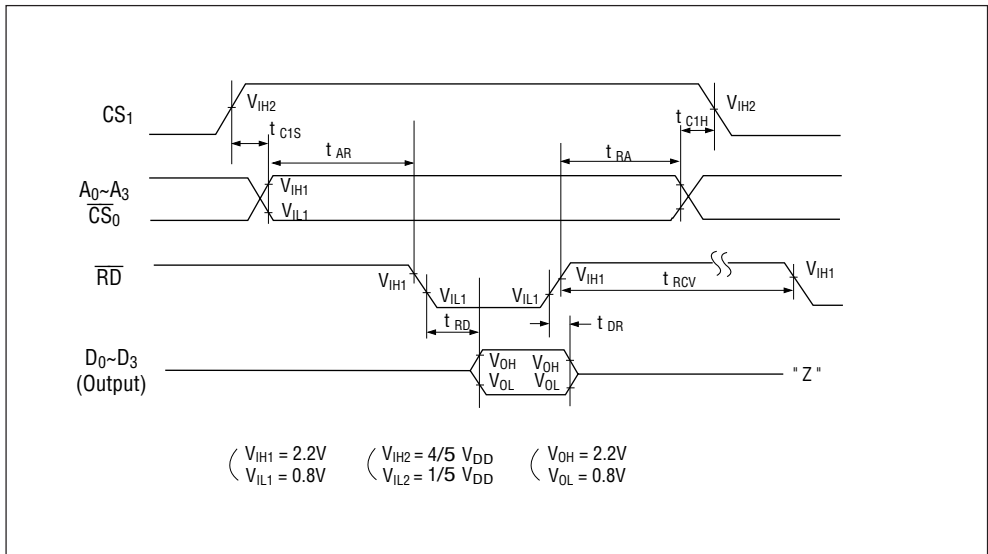 CS1
VIH2
VIH2
t C1S
t C1H
t AR
t RA
A0~A3
CS0
VIH1
VIL1
RD
VIH1
VIL1
VIL1
VIH1
VIH1
t RCV
t RD
t DR
D0~D3
(Output)
VOH
VOL
VOH
VOL
"Z"
VIH1 = 2.2V
VIL1 = 0.8V
VIH2 = 4/5 VDD
VIL2 = 1/5 VDD
VOH = 2.2V
VOL = 0.8V